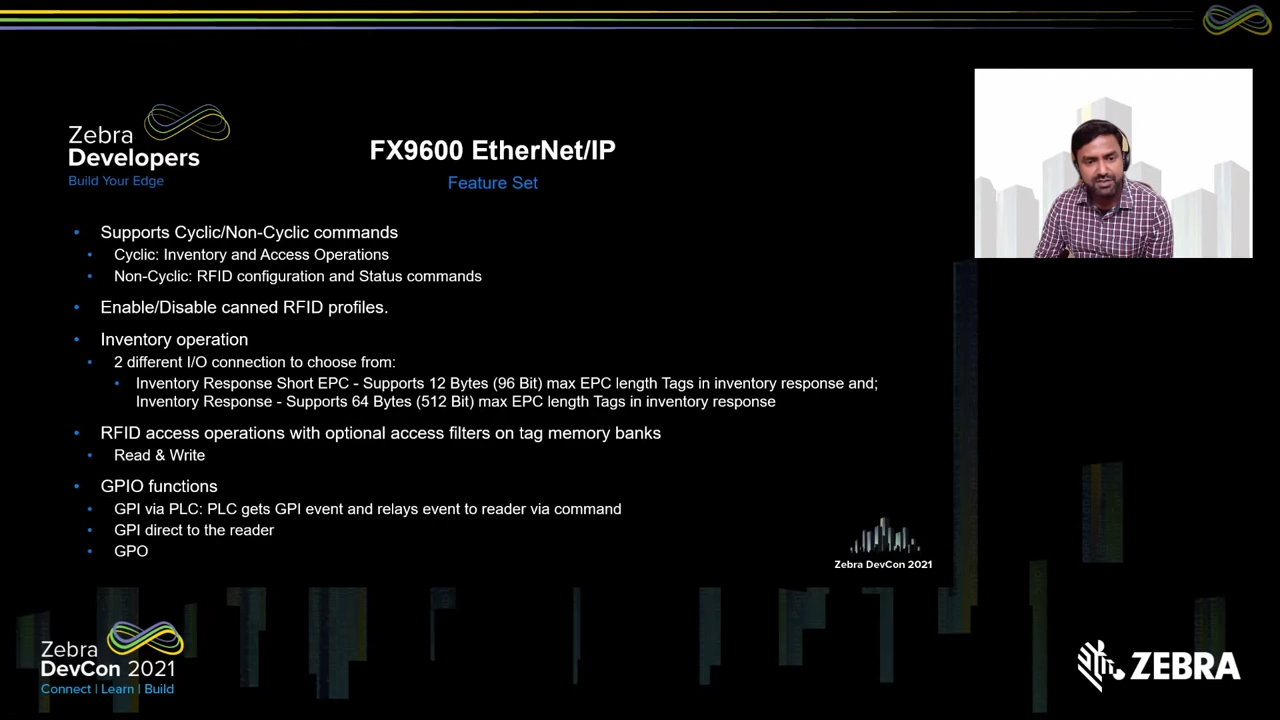 Zebra
Developers
Build Your Edge
FX9600 EtherNet/IP
Feature Set
• Supports Cyclic/Non-Cyclic commands
• Cyclic: Inventory and Access Operations
• Non-Cyclic: RFID configuration and Status commands
• Enable/Disable canned RFID profiles.
• Inventory operation
• 2 different I/O connection to choose from:
• Inventory Response Short EPC - Supports 12 Bytes (96 Bit) max EPC length Tags in inventory response and;
Inventory Response - Supports 64 Bytes (512 Bit) max EPC length Tags in inventory response
• RFID access operations with optional access filters on tag memory banks
• Read & Write
• GPIO functions
• GPI via PLC: PLC gets GPI event and relays event to reader via command
• GPI direct to the reader
• GPO
Zebra DevCon 2021
Zebra
DevCon 2021
Connect | Learn | Build
ZEBRA